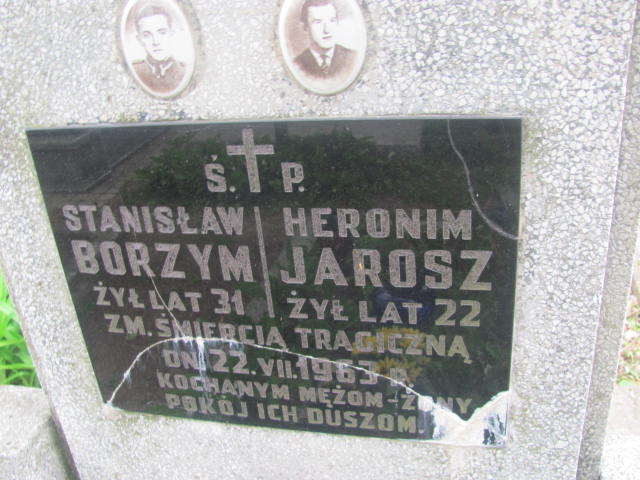 Ś. P.
STANISŁAW
BORZYM
ŻYŁ LAT 31
HERONIM
JAROSZ
ŻYŁ LAT 22
ZM. ŚMIERCIĄ TRAGICZNĄ
DN. 22.VII.1963 r.
KOCHANYM MĘŻOM-ŻONY
POKÓJ ICH DUSZOM.